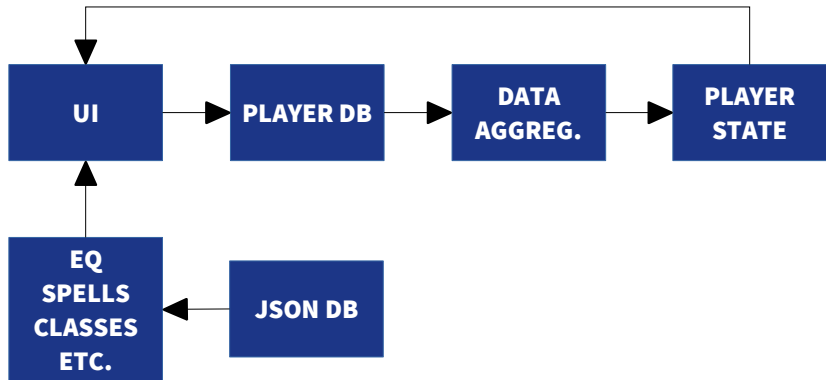 UI
PLAYER DB
DATA
AGGREG.
PLAYER
STATE
EQ
SPELLS
CLASSES
ETC.
JSON DB